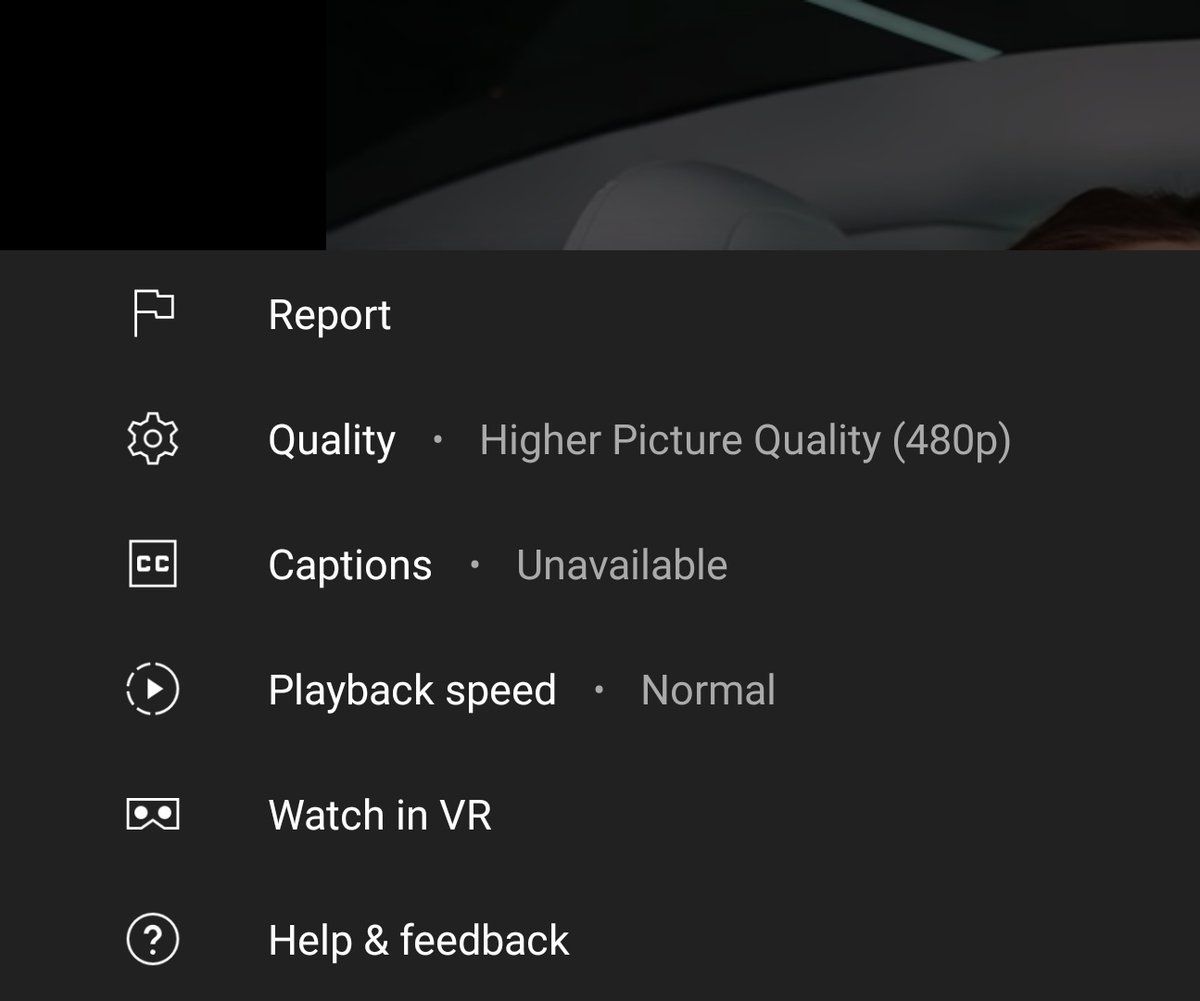 Report
Quality • Higher Picture Quality (480p)
CC Captions • Unavailable
Playback speed • Normal
Watch in VR
? Help & feedback